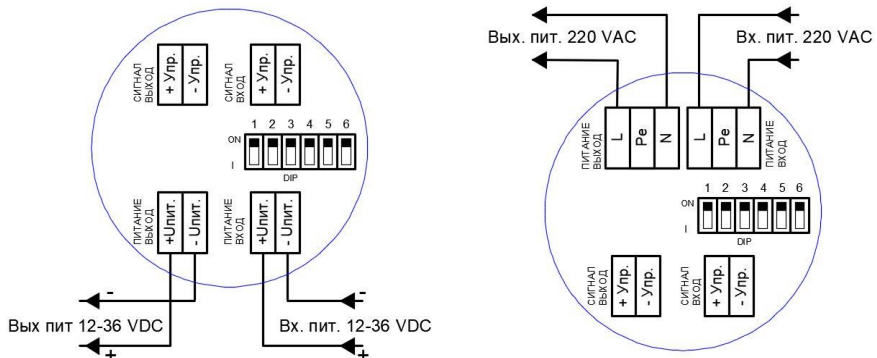 СИГНАЛ
ВЫХОД
+ Упр.
- Упр.
СИГНАЛ
ВХОД
+ Упр.
- Упр.
1 2 3 4 5 6
ON
I
DIP
ПИТАНИЕ
ВЫХОД
+Uпит.
- Uпит.
ПИТАНИЕ
ВХОД
+Uпит.
- Uпит.
-
-
Вых пит 12-36 VDC
Вх. пит. 12-36 VDC
+
+
Вых. пит. 220 VAC
Вх. пит. 220 VAC
ПИТАНИЕ
ВЫХОД
L
Pe
N
L
Pe
N
ПИТАНИЕ
ВХОД
1 2 3 4 5 6
ON
I
DIP
СИГНАЛ
ВЫХОД
+ Упр.
- Упр.
СИГНАЛ
ВХОД
+ Упр.
- Упр.